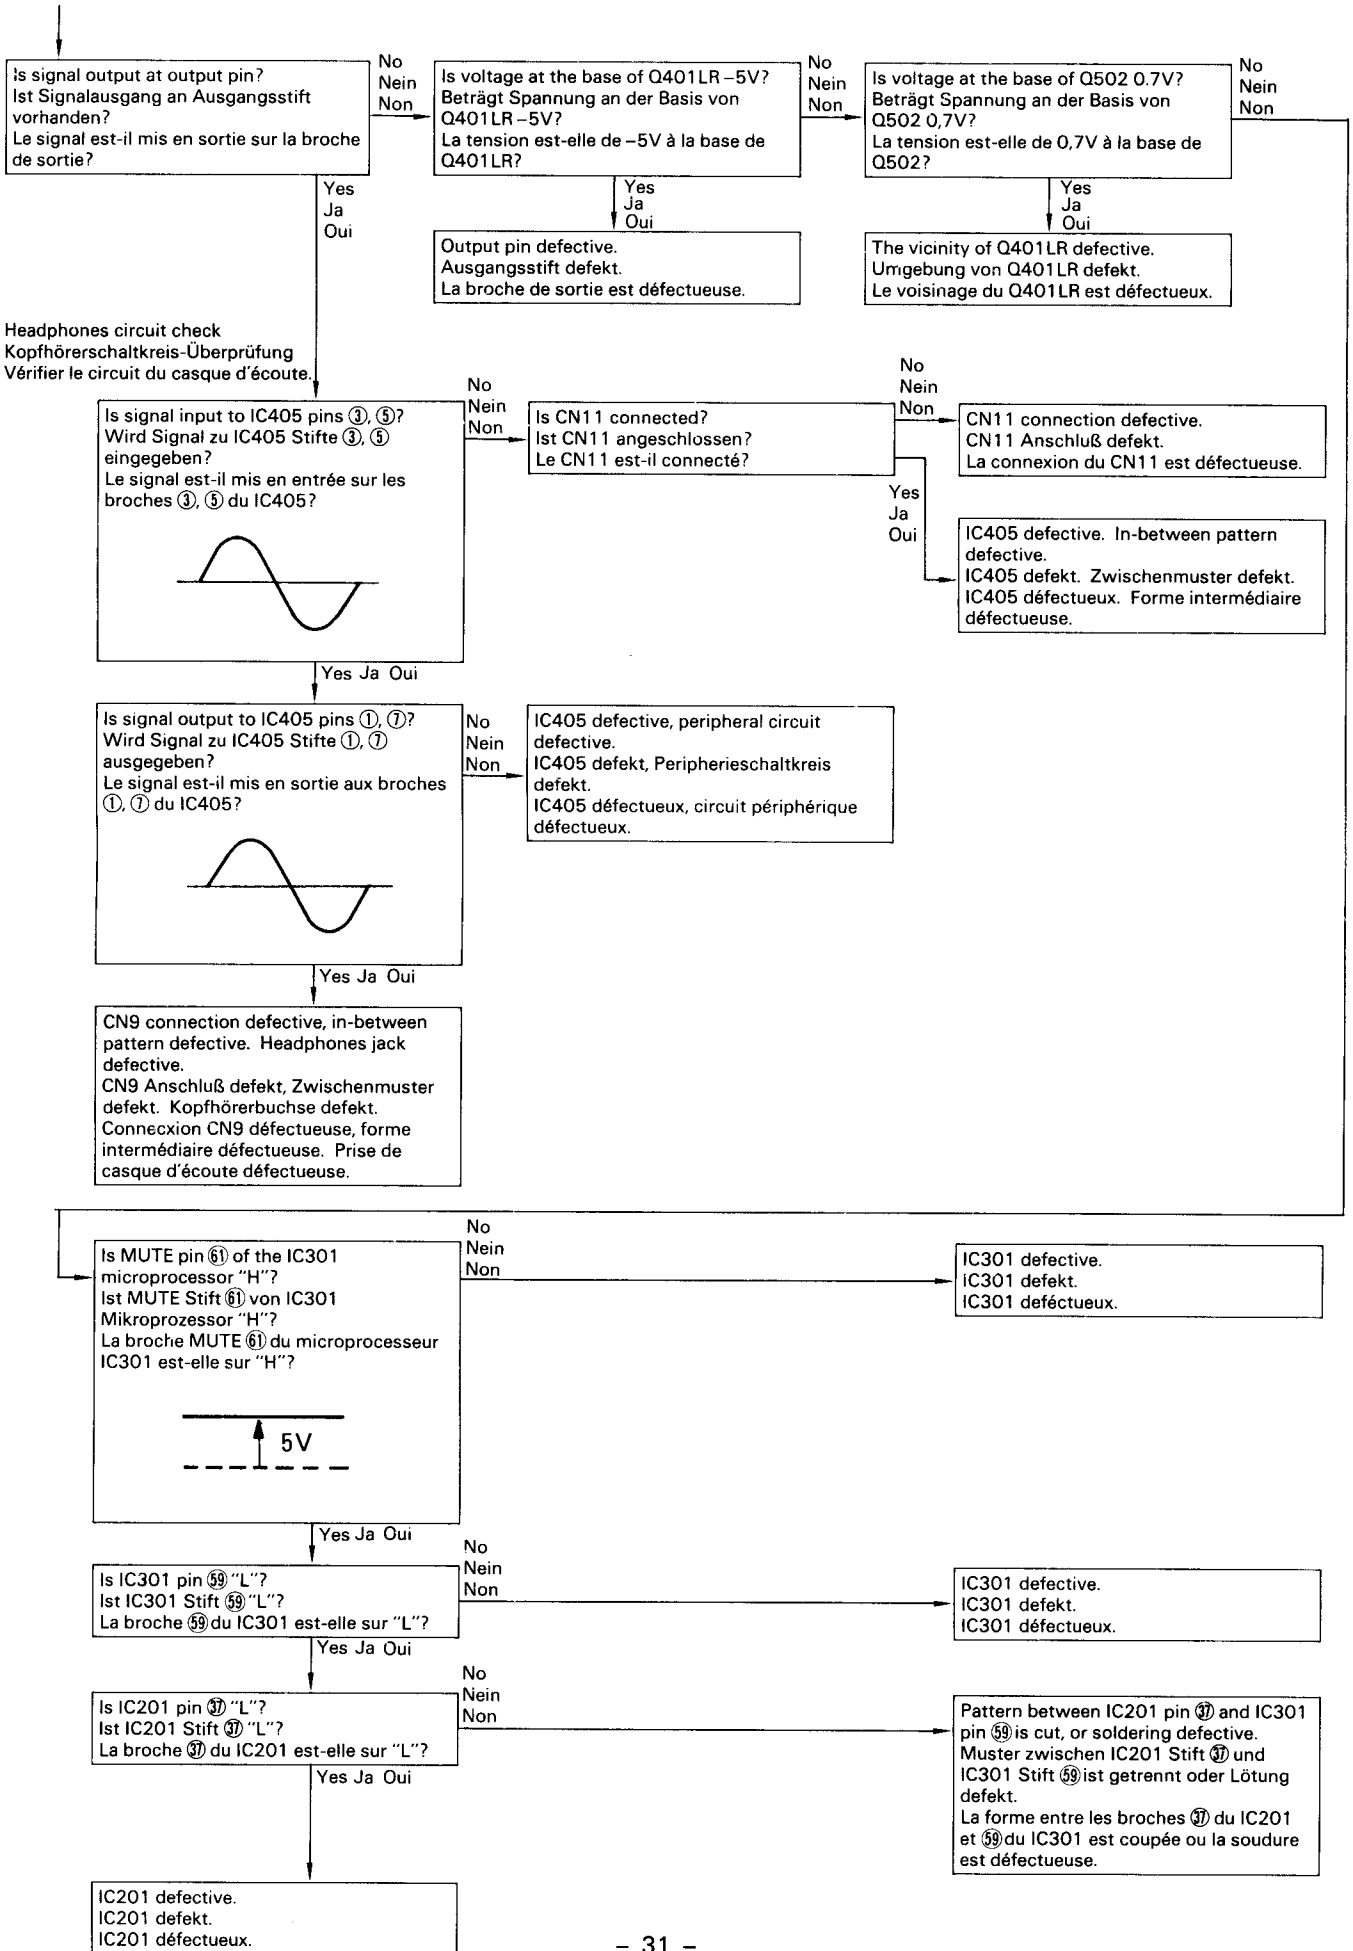 Is signal output at output pin?
Ist Signalausgang an Ausgangsstift
vorhanden?
Le signal est-il mis en sortie sur la broche
de sortie?
No
Nein
Non
Is voltage at the base of Q401LR –5V?
Beträgt Spannung an der Basis von
Q401LR –5V?
La tension est-elle de –5V à la base de
Q401LR?
No
Nein
Non
Is voltage at the base of Q502 0.7V?
Beträgt Spannung an der Basis von
Q502 0,7V?
La tension est-elle de 0,7V à la base de
Q502?
No
Nein
Non
Yes
Ja
Oui
Yes
Ja
Oui
Yes
Ja
Oui
Output pin defective.
Ausgangsstift defekt.
La broche de sortie est défectueuse.
The vicinity of Q401LR defective.
Umgebung von Q401LR defekt.
Le voisinage du Q401LR est défectueux.
Headphones circuit check
Kopfhörerschaltkreis-Überprüfung
Vérifier le circuit du casque d'écoute.
Is signal input to IC405 pins ③, ⑤?
Wird Signal zu IC405 Stifte ③, ⑤
eingegeben?
Le signal est-il mis en entrée sur les
broches ③, ⑤ du IC405?
No
Nein
Non
Is CN11 connected?
Ist CN11 angeschlossen?
Le CN11 est-il connecté?
No
Nein
Non
CN11 connection defective.
CN11 Anschluß defekt.
La connexion du CN11 est défectueuse.
Yes
Ja
Oui
IC405 defective. In-between pattern
defective.
IC405 defekt. Zwischenmuster defekt.
IC405 défectueux. Forme intermédiaire
défectueuse.
Yes Ja Oui
Is signal output to IC405 pins ①, ⑦?
Wird Signal zu IC405 Stifte ①, ⑦
ausgegeben?
Le signal est-il mis en sortie aux broches
①, ⑦ du IC405?
No
Nein
Non
IC405 defective, peripheral circuit
defective.
IC405 defekt, Peripherieschaltkreis
defekt.
IC405 défectueux, circuit périphérique
défectueux.
Yes Ja Oui
CN9 connection defective, in-between
pattern defective. Headphones jack
defective.
CN9 Anschluß defekt, Zwischenmuster
defekt. Kopfhörerbuchse defekt.
Connecxion CN9 défectueuse, forme
intermédiaire défectueuse. Prise de
casque d'écoute défectueuse.
Is MUTE pin ㊿+⑪ of the IC301
microprocessor "H"?
Ist MUTE Stift 61 von IC301
Mikroprozessor "H"?
La broche MUTE 61 du microprocesseur
IC301 est-elle sur "H"?
5V
No
Nein
Non
IC301 defective.
IC301 defekt.
IC301 deféctueux.
Yes Ja Oui
Is IC301 pin 59 "L"?
Ist IC301 Stift 59 "L"?
La broche 59 du IC301 est-elle sur "L"?
No
Nein
Non
IC301 defective.
IC301 defekt.
IC301 défectueux.
Yes Ja Oui
Is IC201 pin ㊲ "L"?
Ist IC201 Stift ㊲ "L"?
La broche ㊲ du IC201 est-elle sur "L"?
No
Nein
Non
Pattern between IC201 pin ㊲ and IC301
pin 59 is cut, or soldering defective.
Muster zwischen IC201 Stift ㊲ und
IC301 Stift 59 ist getrennt oder Lötung
defekt.
La forme entre les broches ㊲ du IC201
et 59 du IC301 est coupée ou la soudure
est défectueuse.
Yes Ja Oui
IC201 defective.
IC201 defekt.
IC201 défectueux.
– 31 –